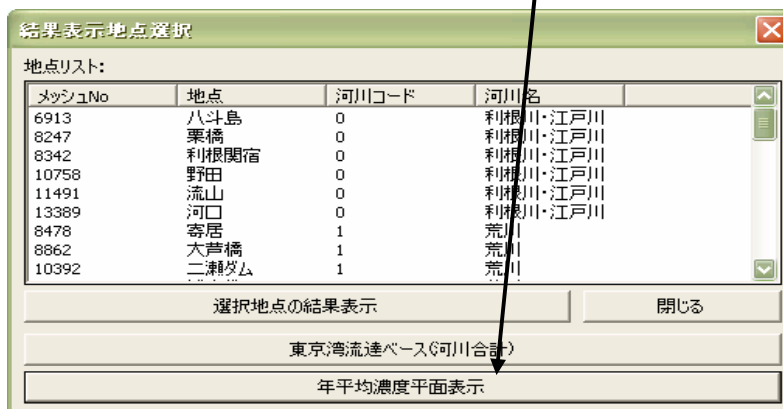 結果表示地点選択
地点リスト:
メッシュNo 地点 河川コード 河川名
6913 八斗島 0 利根川・江戸川
8247 栗橋 0 利根川・江戸川
8342 利根関宿 0 利根川・江戸川
10758 野田 0 利根川・江戸川
11491 流山 0 利根川・江戸川
13389 河口 0 利根川・江戸川
8478 寄居 1 荒川
8862 大芦橋 1 荒川
10392 二瀬ダム 1 荒川
選択地点の結果表示 閉じる
東京湾流達ベース(河川合計)
年平均濃度平面表示